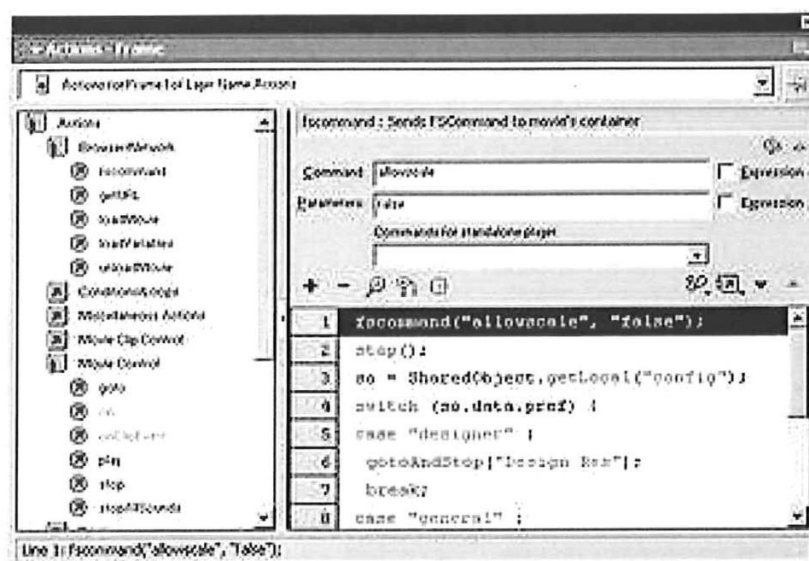 Actions - Frame
Actions for Frame 1 of Layer Name Actions
Actions
Browser/Network
fscommand
getURL
loadMovie
loadVariables
unloadMovie
Conditions/Loops
Miscellaneous Actions
Movie Clip Control
Movie Control
goto
on
onClipEvent
play
stop
stopAllSounds
fscommand : Sends FSCommand to movie's container
Command: allowscale Expression
Parameters: false Expression
Commands for standalone player
1 fscommand("allowscale", "false");
2 stop();
3 so = SharedObject.getLocal("config");
4 switch (so.data.pref) {
5 case "designer" :
6 gotoAndStop("Design Rez");
7 break;
8 case "general" :
Line 1: fscommand("allowscale", "false");